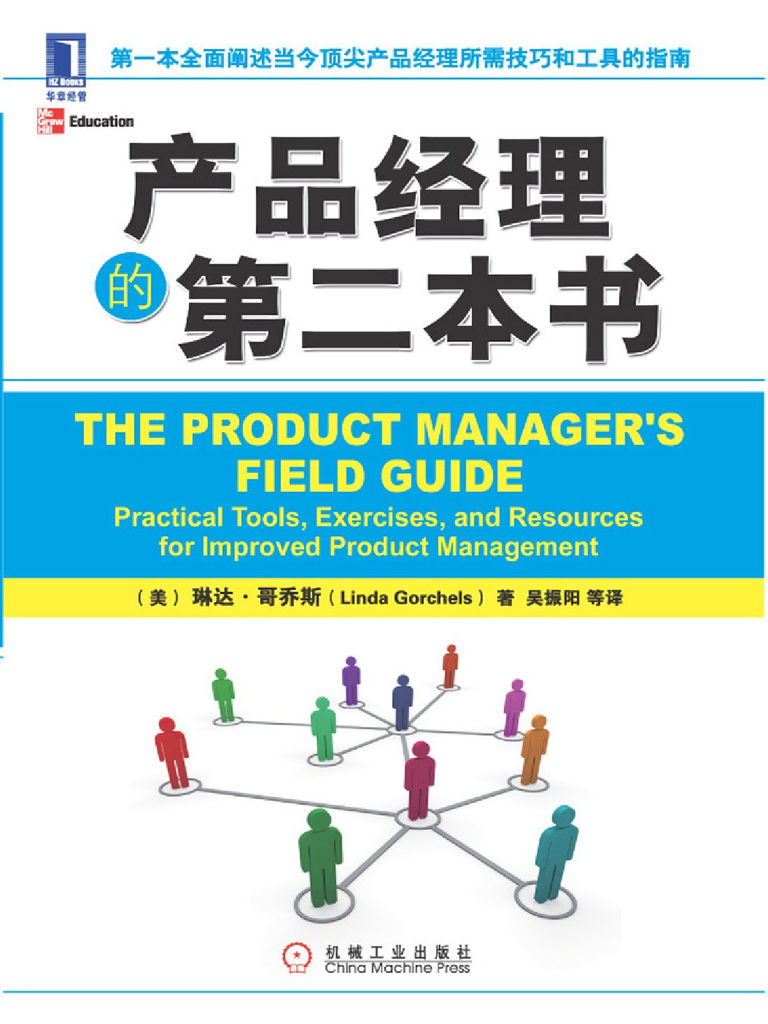 第一本全面阐述当今顶尖产品经理所需技巧和工具的指南
HZ Books
华章经管
Mc
Graw
Hill
Education
产品经理
的第二本书
THE PRODUCT MANAGER'S
FIELD GUIDE
Practical Tools, Exercises, and Resources
for Improved Product Management
（美）琳达·哥乔斯（Linda Gorchels）著 吴振阳 等译
机械工业出版社
China Machine Press